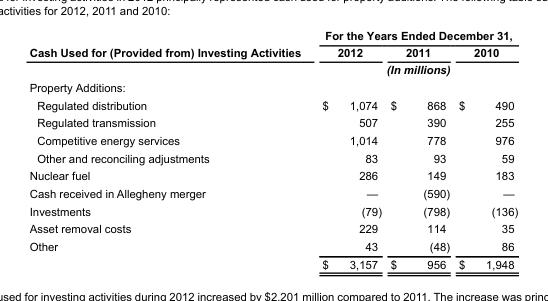 activities for 2012, 2011 and 2010:
For the Years Ended December 31,
Cash Used for (Provided from) Investing Activities 2012 2011 2010
(In millions)
Property Additions:
Regulated distribution $ 1,074 $ 868 $ 490
Regulated transmission 507 390 255
Competitive energy services 1,014 778 976
Other and reconciling adjustments 83 93 59
Nuclear fuel 286 149 183
Cash received in Allegheny merger — (590) —
Investments (79) (798) (136)
Asset removal costs 229 114 35
Other 43 (48) 86
$ 3,157 $ 956 $ 1,948
used for investing activities during 2012 increased by $2,201 million compared to 2011. The increase was